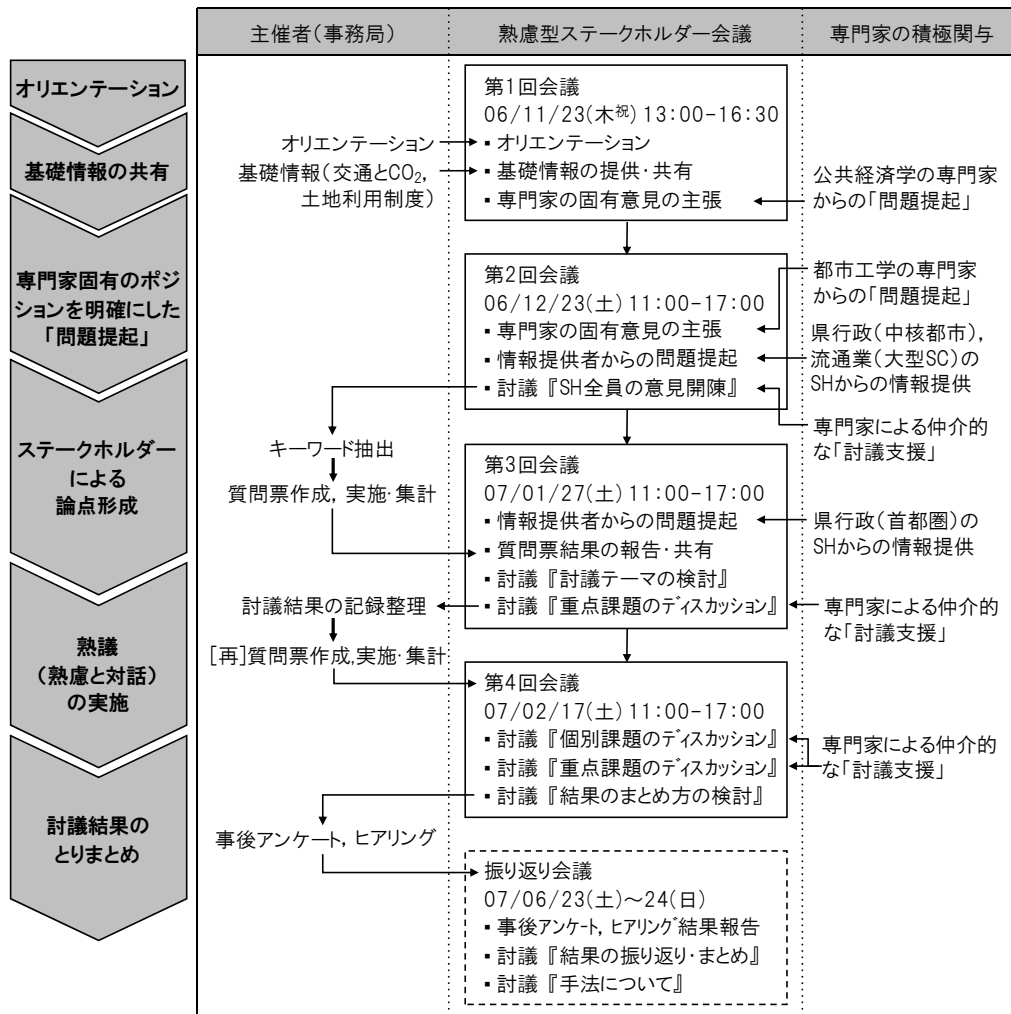 主催者(事務局)
熟慮型ステークホルダー会議
専門家の積極関与
オリエンテーション
基礎情報の共有
専門家固有のポジ
ションを明確にした
「問題提起」
ステークホルダー
による
論点形成
熟議
(熟慮と対話)
の実施
討議結果の
とりまとめ
オリエンテーション
基礎情報(交通とCO₂,
土地利用制度)
キーワード抽出
質問票作成, 実施・集計
討議結果の記録整理
[再]質問票作成,実施・集計
事後アンケート, ヒアリング
第1回会議
06/11/23(木祝) 13:00-16:30
▪ オリエンテーション
▪ 基礎情報の提供・共有
▪ 専門家の固有意見の主張
第2回会議
06/12/23(土) 11:00-17:00
▪ 専門家の固有意見の主張
▪ 情報提供者からの問題提起
▪ 討議『SH全員の意見開陳』
第3回会議
07/01/27(土) 11:00-17:00
▪ 情報提供者からの問題提起
▪ 質問票結果の報告・共有
▪ 討議『討議テーマの検討』
▪ 討議『重点課題のディスカッション』
第4回会議
07/02/17(土) 11:00-17:00
▪ 討議『個別課題のディスカッション』
▪ 討議『重点課題のディスカッション』
▪ 討議『結果のまとめ方の検討』
振り返り会議
07/06/23(土)～24(日)
▪ 事後アンケート, ヒアリング結果報告
▪ 討議『結果の振り返り・まとめ』
▪ 討議『手法について』
公共経済学の専門家
からの「問題提起」
都市工学の専門家
からの「問題提起」
県行政(中核都市),
流通業(大型SC)の
SHからの情報提供
専門家による仲介的
な「討議支援」
県行政(首都圏)の
SHからの情報提供
専門家による仲介的
な「討議支援」
専門家による仲介的
な「討議支援」